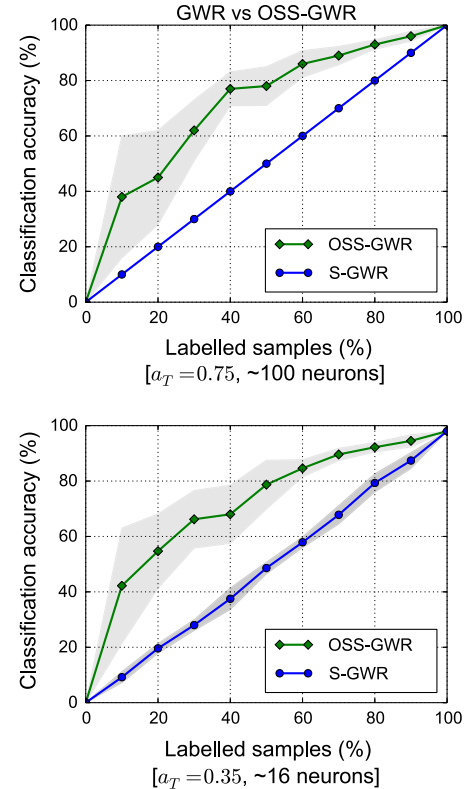 GWR vs OSS-GWR
Classification accuracy (%)
100
80
60
40
20
0
OSS-GWR
S-GWR
0 20 40 60 80 100
Labelled samples (%)
[a_T = 0.75, ~100 neurons]
Classification accuracy (%)
100
80
60
40
20
0
OSS-GWR
S-GWR
0 20 40 60 80 100
Labelled samples (%)
[a_T = 0.35, ~16 neurons]